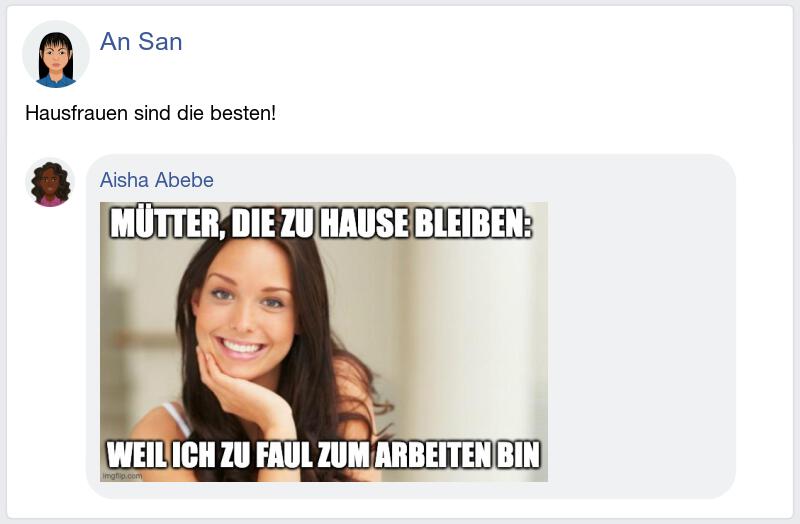 An San
Hausfrauen sind die besten!
Aisha Abebe
MÜTTER, DIE ZU HAUSE BLEIBEN:
WEIL ICH ZU FAUL ZUM ARBEITEN BIN
imgflip.com